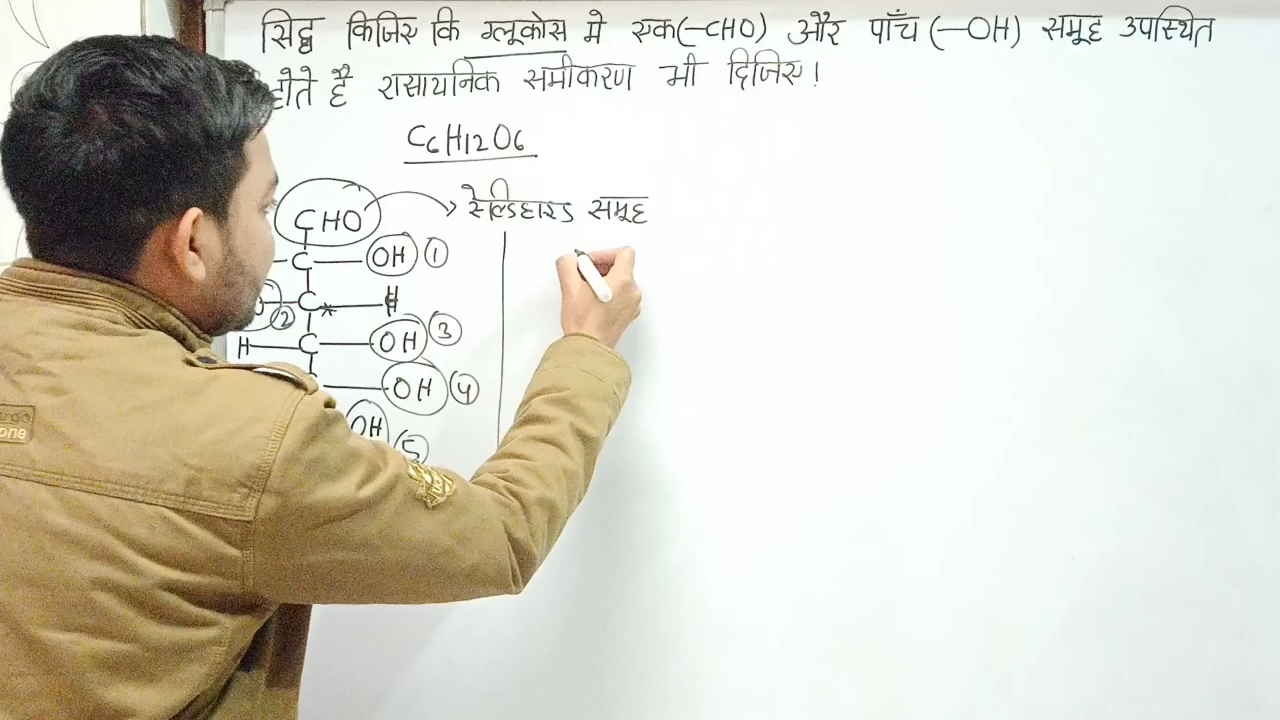 सिद्ध किजिए कि ग्लूकोस मे एक(—CHO) और पाँच (—OH) समूह उपस्थित
होते है रासायनिक समीकरण भी दिजिए!
C6H12O6
CHO ऐल्डिहाइड समूह
C OH 1
2 C* H
H C OH 3
OH 4
OH 5